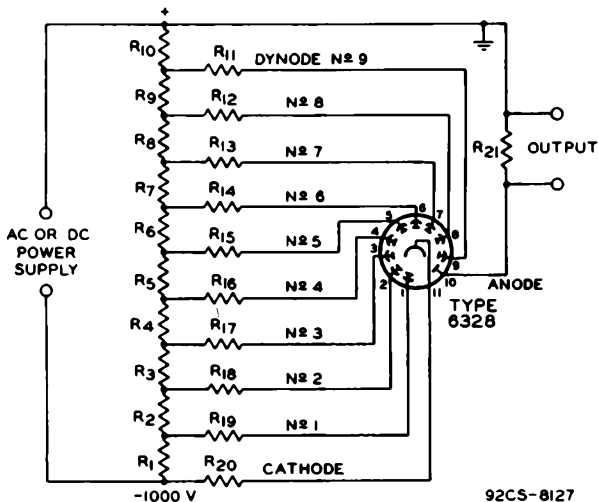 +
R10
R11
DYNODE № 9
R9
R12
№ 8
R8
R13
№ 7
R21
OUTPUT
R7
R14
№ 6
R6
R15
№ 5
AC OR DC
POWER
SUPPLY
5
6
7
4
8
3
9
2
1
11
10
R5
R16
№ 4
ANODE
TYPE
6328
R4
R17
№ 3
R3
R18
№ 2
R2
R19
№ 1
R1
R20
CATHODE
-1000 V
92CS-8127